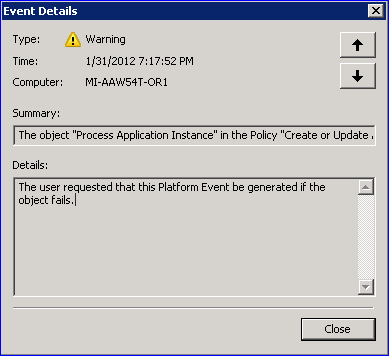 Event Details
Type: Warning
Time: 1/31/2012 7:17:52 PM
Computer: MI-AAW54T-OR1
Summary:
The object "Process Application Instance" in the Policy "Create or Update
Details:
The user requested that this Platform Event be generated if the
object fails.
Close